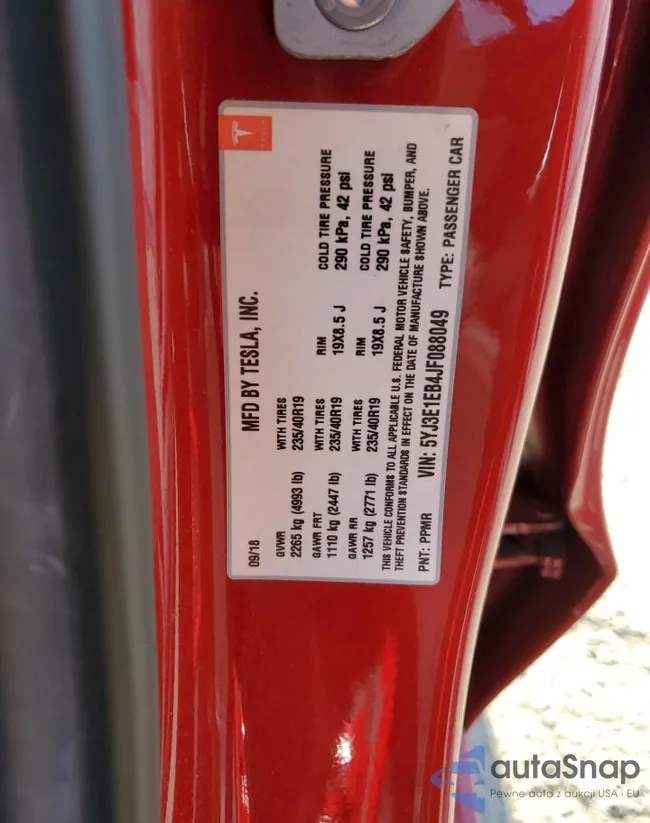 TESLA
MFD BY TESLA, INC.
09/18
GVWR WITH TIRES RIM COLD TIRE PRESSURE
2265 kg (4993 lb) 235/40R19 19X8.5 J 290 kPa, 42 psi
GAWR FRT WITH TIRES RIM COLD TIRE PRESSURE
1110 kg (2447 lb) 235/40R19 19X8.5 J 290 kPa, 42 psi
GAWR RR WITH TIRES
1257 kg (2771 lb) 235/40R19
THIS VEHICLE CONFORMS TO ALL APPLICABLE U.S. FEDERAL MOTOR VEHICLE SAFETY, BUMPER, AND
THEFT PREVENTION STANDARDS IN EFFECT ON THE DATE OF MANUFACTURE SHOWN ABOVE.
PNT: PPMR VIN: 5YJ3E1EB4JF088049 TYPE: PASSENGER CAR
autaSnap
Pewne auta z aukcji USA i EU